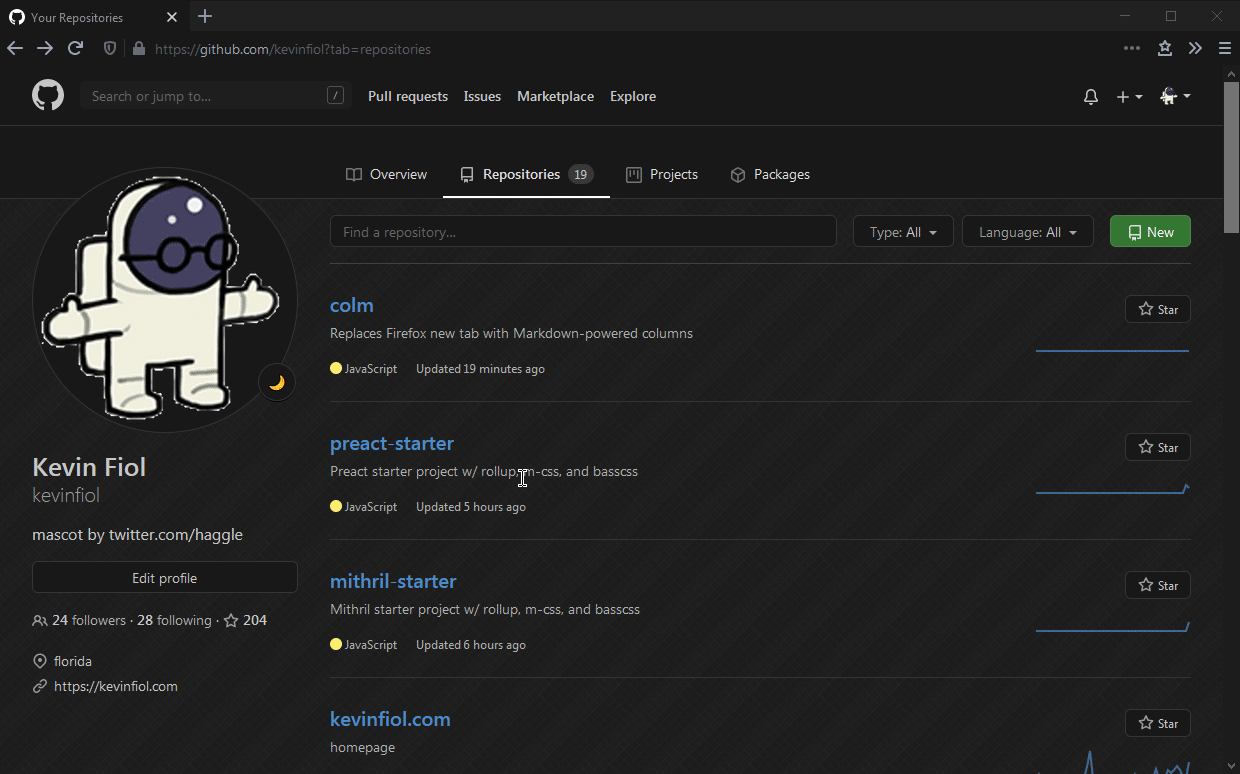 Your Repositories
https://github.com/kevinfiol?tab=repositories
Search or jump to...
/
Pull requests
Issues
Marketplace
Explore
Overview
Repositories 19
Projects
Packages
Find a repository...
Type: All
Language: All
New
colm
Star
Replaces Firefox new tab with Markdown-powered columns
JavaScript
Updated 19 minutes ago
preact-starter
Star
Preact starter project w/ rollup, m-css, and basscss
JavaScript
Updated 5 hours ago
mithril-starter
Star
Mithril starter project w/ rollup, m-css, and basscss
JavaScript
Updated 6 hours ago
kevinfiol.com
Star
homepage
Kevin Fiol
kevinfiol
mascot by twitter.com/haggle
Edit profile
24 followers · 28 following · 204
florida
https://kevinfiol.com